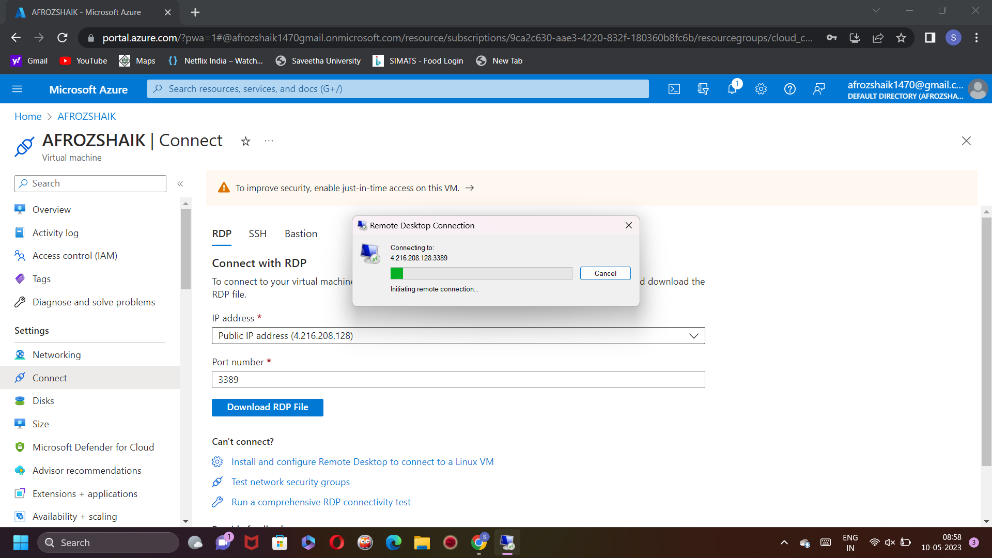 AFROZSHAIK - Microsoft Azure
portal.azure.com/?pwa=1#@afrozshaik1470gmail.onmicrosoft.com/resource/subscriptions/9ca2c630-aae3-4220-832f-180360b8fc6b/resourcegroups/cloud_c...
S
Gmail
YouTube
Maps
Netflix India – Watch...
Saveetha University
SIMATS - Food Login
New Tab
Microsoft Azure
Search resources, services, and docs (G+/)
1
afrozshaik1470@gmail.c...
DEFAULT DIRECTORY (AFROZSHA...
Home > AFROZSHAIK
AFROZSHAIK | Connect
Virtual machine
Search
Overview
Activity log
Access control (IAM)
Tags
Diagnose and solve problems
Settings
Networking
Connect
Disks
Size
Microsoft Defender for Cloud
Advisor recommendations
Extensions + applications
Availability + scaling
To improve security, enable just-in-time access on this VM.
RDP
SSH
Bastion
Connect with RDP
To connect to your virtual machine
d download the
RDP file.
Remote Desktop Connection
Connecting to:
4.216.208.128:3389
Cancel
Initiating remote connection...
IP address *
Public IP address (4.216.208.128)
Port number *
3389
Download RDP File
Can't connect?
Install and configure Remote Desktop to connect to a Linux VM
Test network security groups
Run a comprehensive RDP connectivity test
Search
1
S
ENG
IN
08:58
10-05-2023
3